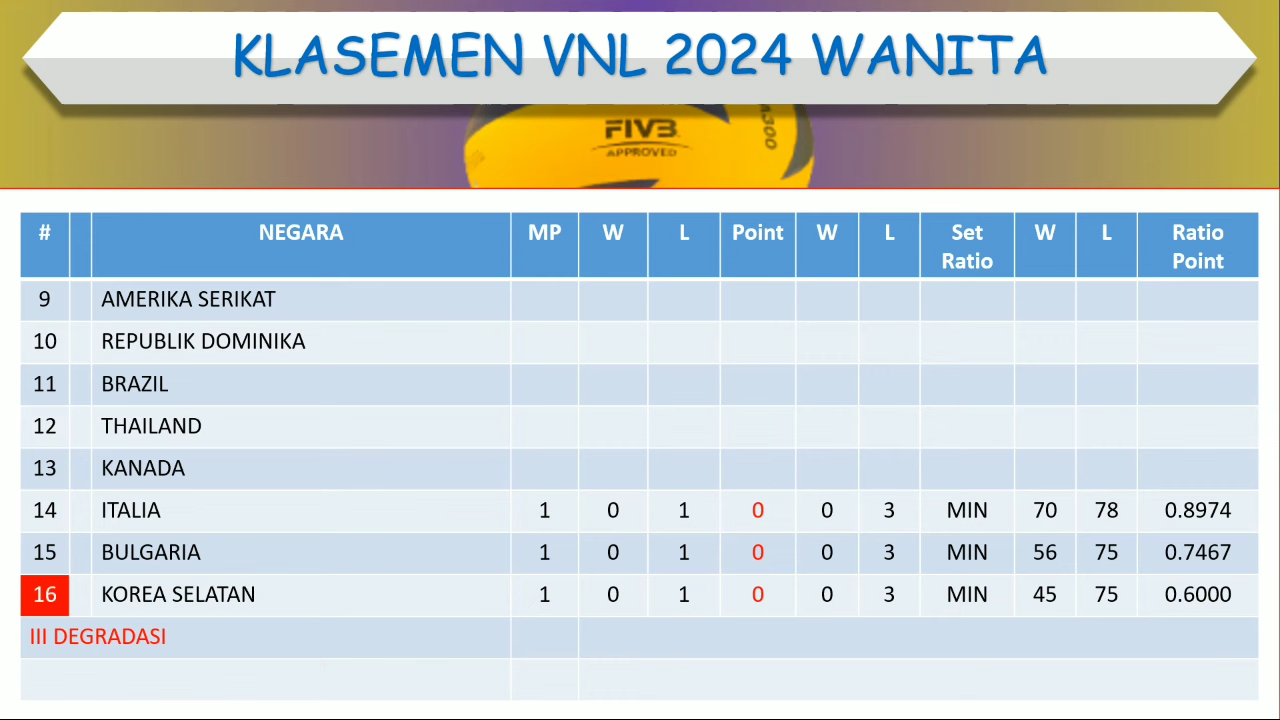 KLASEMEN VNL 2024 WANITA
FIVB
APPROVED
A300
# NEGARA MP W L Point W L Set Ratio W L Ratio Point
9 AMERIKA SERIKAT
10 REPUBLIK DOMINIKA
11 BRAZIL
12 THAILAND
13 KANADA
14 ITALIA 1 0 1 0 0 3 MIN 70 78 0.8974
15 BULGARIA 1 0 1 0 0 3 MIN 56 75 0.7467
16 KOREA SELATAN 1 0 1 0 0 3 MIN 45 75 0.6000
III DEGRADASI